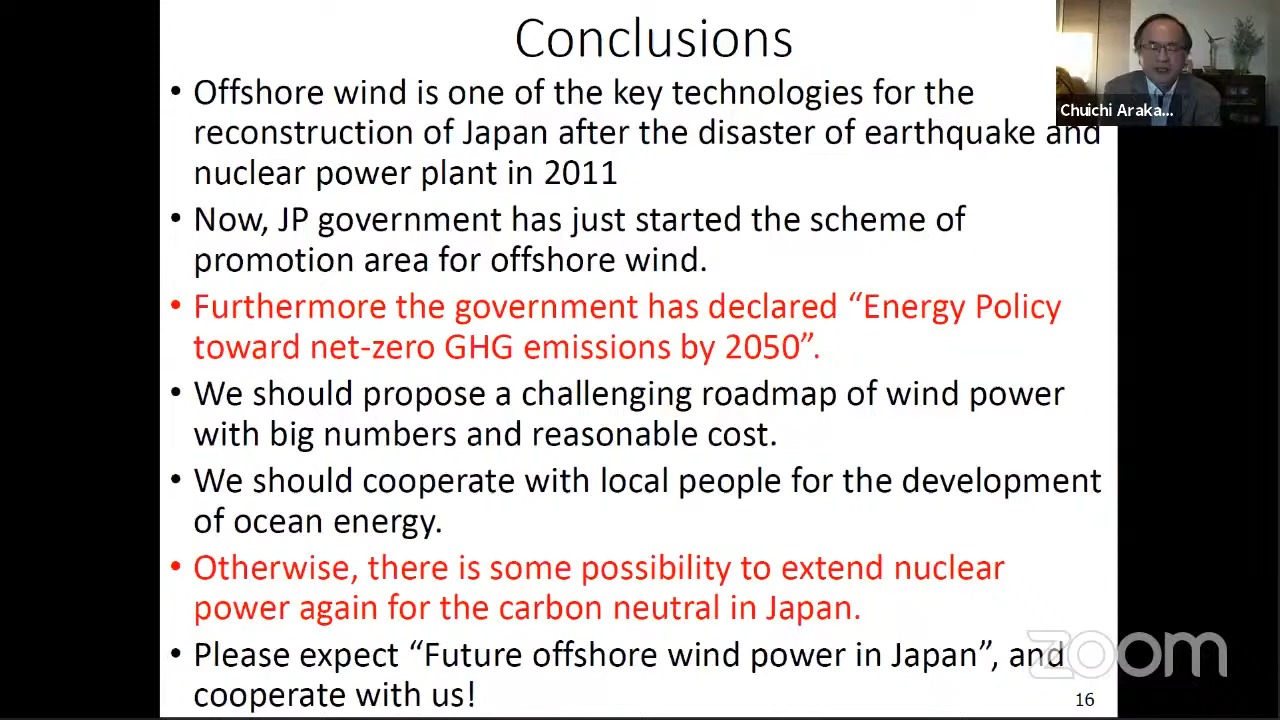 Conclusions
• Offshore wind is one of the key technologies for the
reconstruction of Japan after the disaster of earthquake and
nuclear power plant in 2011
• Now, JP government has just started the scheme of
promotion area for offshore wind.
• Furthermore the government has declared “Energy Policy
toward net-zero GHG emissions by 2050”.
• We should propose a challenging roadmap of wind power
with big numbers and reasonable cost.
• We should cooperate with local people for the development
of ocean energy.
• Otherwise, there is some possibility to extend nuclear
power again for the carbon neutral in Japan.
• Please expect “Future offshore wind power in Japan”, and
cooperate with us!
16
Chuichi Araka...
zoom